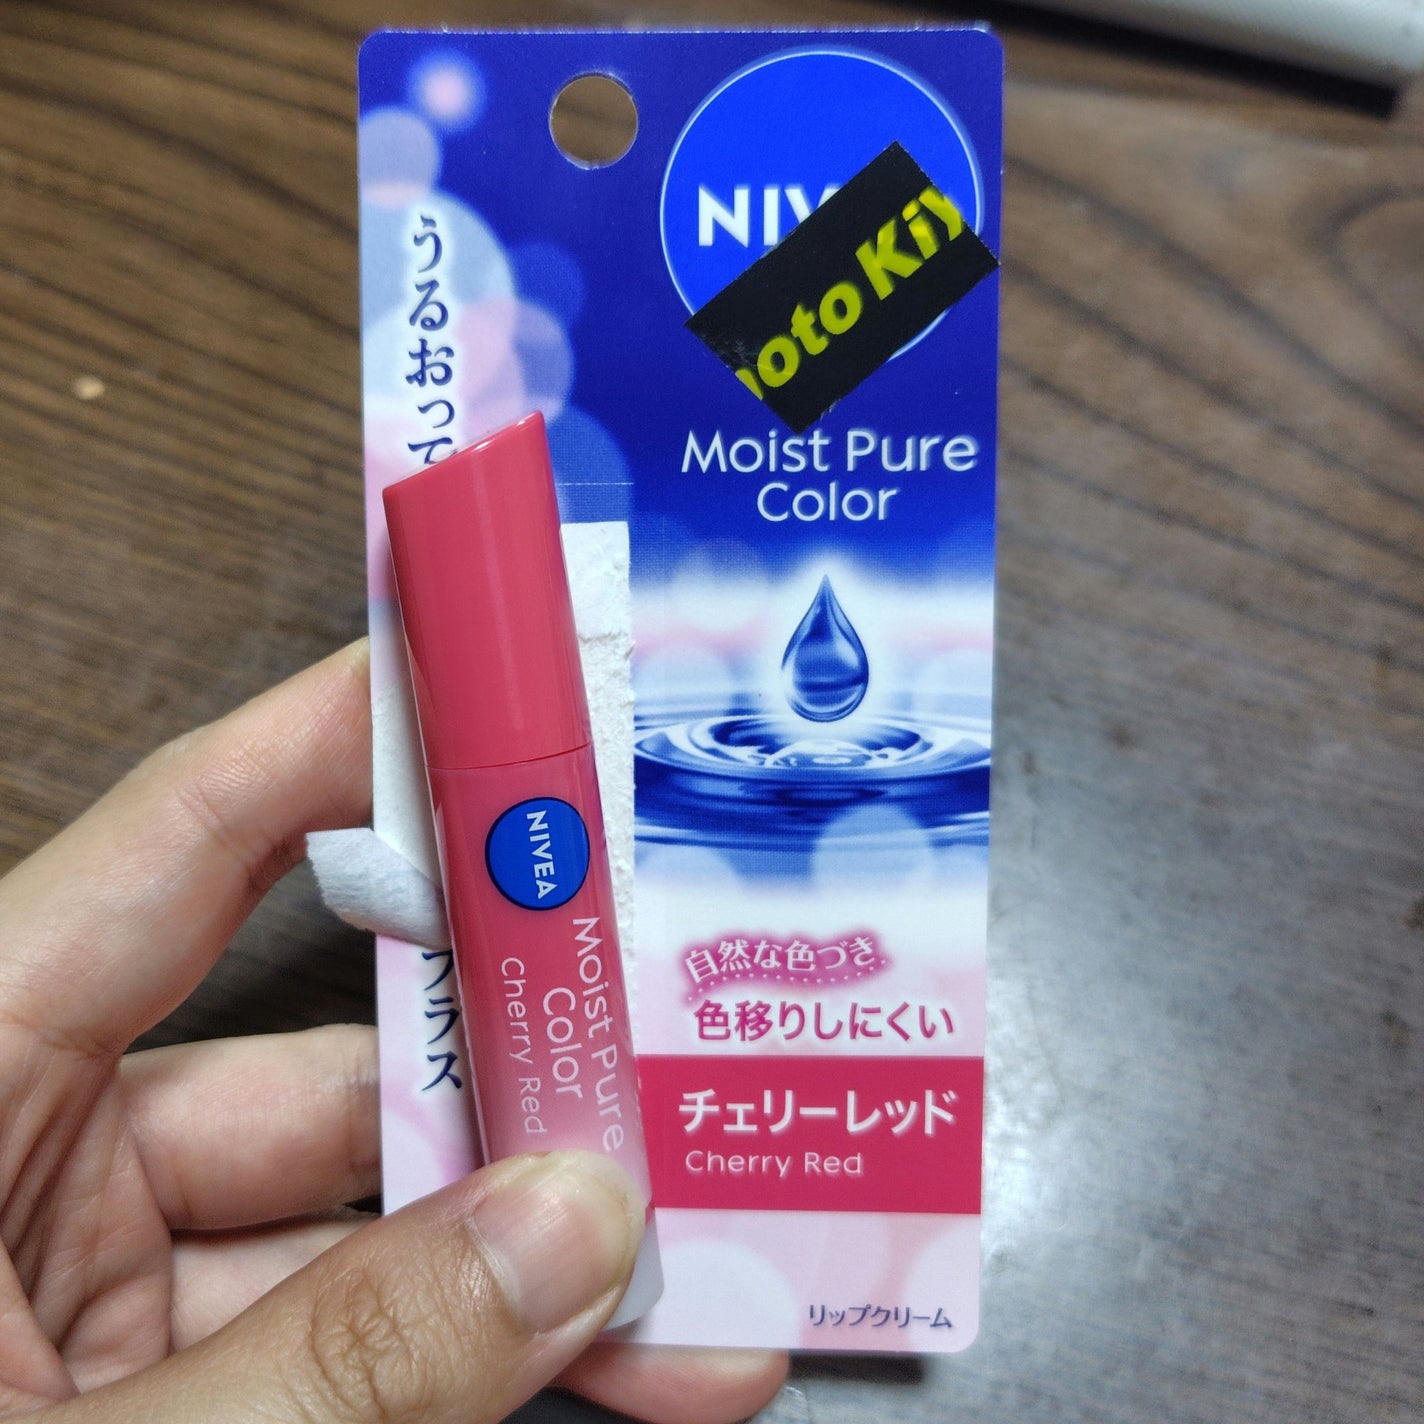 NIV
oto Kiy
Moist Pure
Color
うるおって
プラス
自然な色づき
色移りしにくい
チェリーレッド
Cherry Red
リップクリーム
NIVEA
Moist Pure
Color
Cherry Red